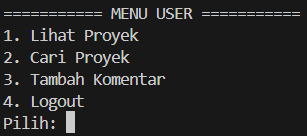 =========== MENU USER ===========
1. Lihat Proyek
2. Cari Proyek
3. Tambah Komentar
4. Logout
Pilih: